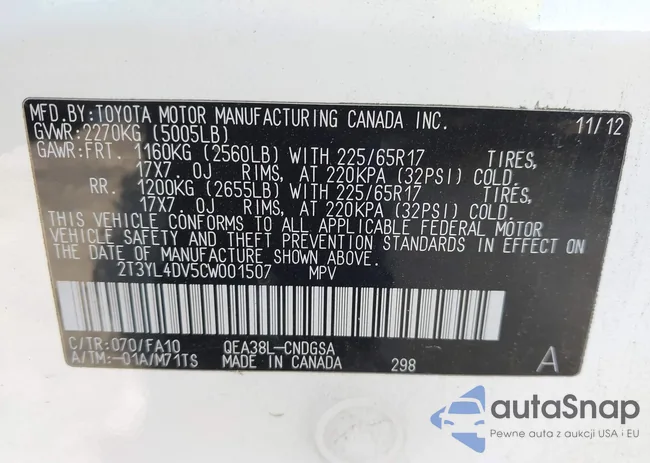 MFD.BY:TOYOTA MOTOR MANUFACTURING CANADA INC. 11/12
GVWR:2270KG (5005LB)
GAWR:FRT. 1160KG (2560LB) WITH 225/65R17 TIRES,
17X7. 0J RIMS, AT 220KPA (32PSI) COLD.
RR. 1200KG (2655LB) WITH 225/65R17 TIRES,
17X7. 0J RIMS, AT 220KPA (32PSI) COLD.
THIS VEHICLE CONFORMS TO ALL APPLICABLE FEDERAL MOTOR
VEHICLE SAFETY AND THEFT PREVENTION STANDARDS IN EFFECT ON
THE DATE OF MANUFACTURE SHOWN ABOVE.
2T3YL4DV5CW001507 MPV
C/TR:070/FA10 QEA38L-CNDGSA
A/TM:-01A/M71TS MADE IN CANADA 298 A
autoSnap
Pewne auta z aukcji USA i EU